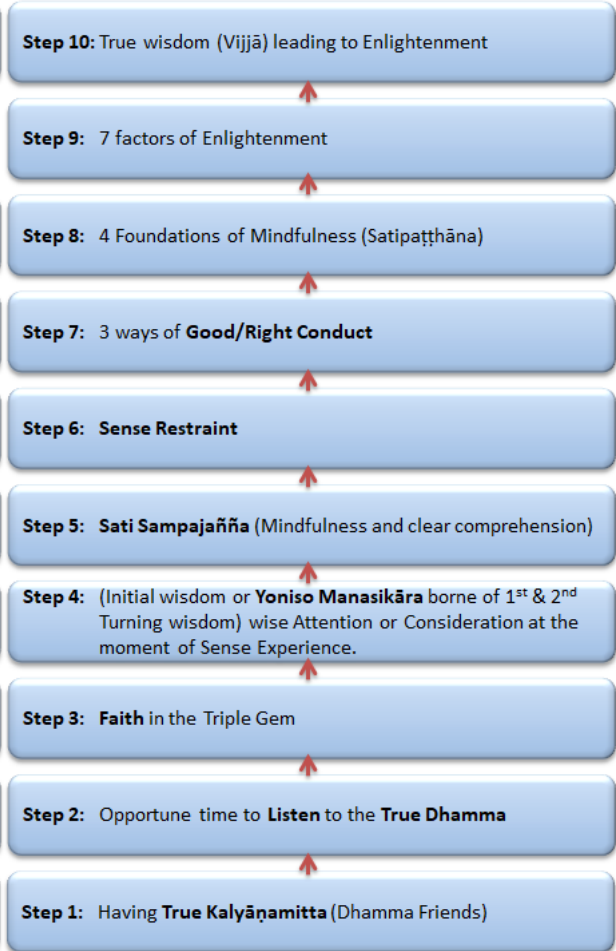 Step 10: True wisdom (Vijjā) leading to Enlightenment
Step 9: 7 factors of Enlightenment
Step 8: 4 Foundations of Mindfulness (Satipaṭṭhāna)
Step 7: 3 ways of Good/Right Conduct
Step 6: Sense Restraint
Step 5: Sati Sampajañña (Mindfulness and clear comprehension)
Step 4: (Initial wisdom or Yoniso Manasikāra borne of 1st & 2nd
Turning wisdom) wise Attention or Consideration at the
moment of Sense Experience.
Step 3: Faith in the Triple Gem
Step 2: Opportune time to Listen to the True Dhamma
Step 1: Having True Kalyāṇamitta (Dhamma Friends)